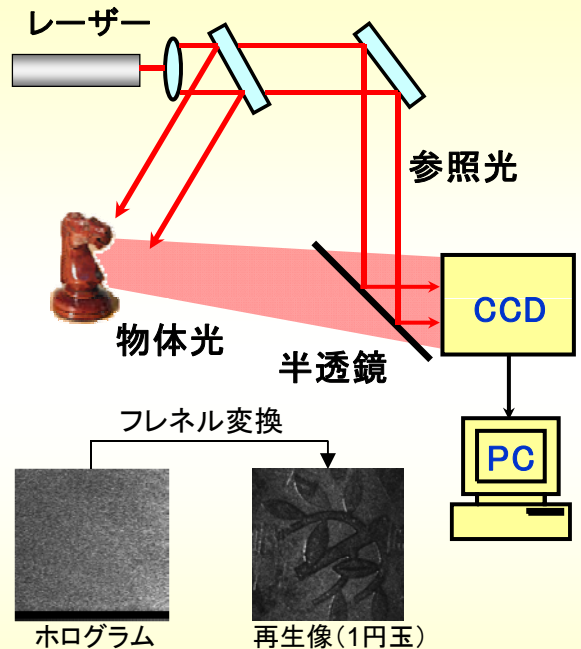 レーザー
参照光
CCD
物体光
半透鏡
フレネル変換
PC
ホログラム
再生像(1円玉)